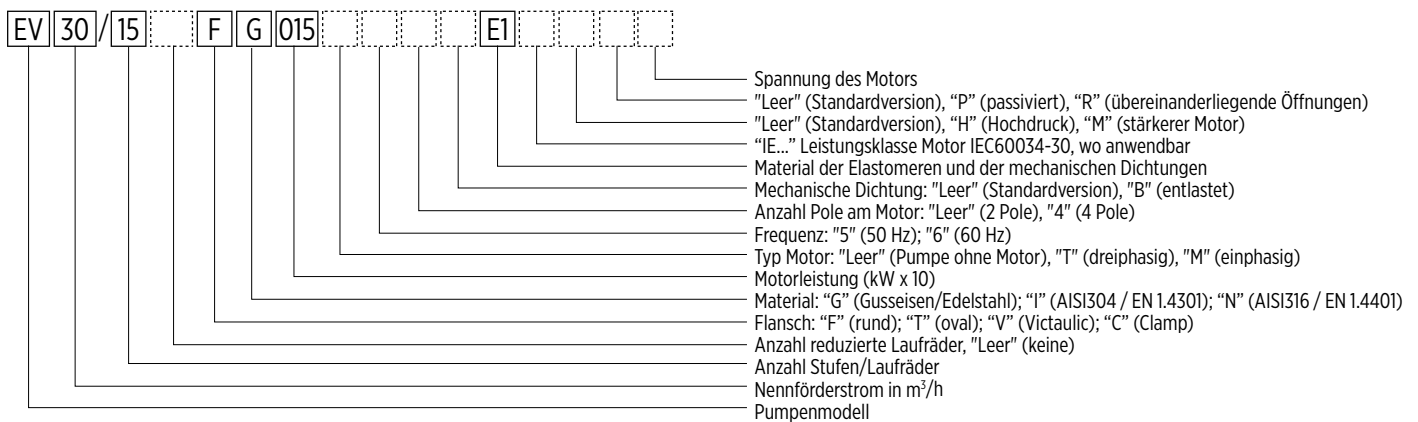 EV 30 / 15 F G 015 E1
Spannung des Motors
"Leer" (Standardversion), “P” (passiviert), “R” (übereinanderliegende Öffnungen)
"Leer" (Standardversion), “H” (Hochdruck), “M” (stärkerer Motor)
“IE...” Leistungsklasse Motor IEC60034-30, wo anwendbar
Material der Elastomeren und der mechanischen Dichtungen
Mechanische Dichtung: "Leer" (Standardversion), "B" (entlastet)
Anzahl Pole am Motor: "Leer" (2 Pole), "4" (4 Pole)
Frequenz: "5" (50 Hz); "6" (60 Hz)
Typ Motor: "Leer" (Pumpe ohne Motor), "T" (dreiphasig), "M" (einphasig)
Motorleistung (kW x 10)
Material: “G” (Gusseisen/Edelstahl); “I” (AISI304 / EN 1.4301); “N” (AISI316 / EN 1.4401)
Flansch: “F” (rund); “T” (oval); “V” (Victaulic); “C” (Clamp)
Anzahl reduzierte Laufräder, "Leer" (keine)
Anzahl Stufen/Laufräder
Nennförderstrom in m³/h
Pumpenmodell